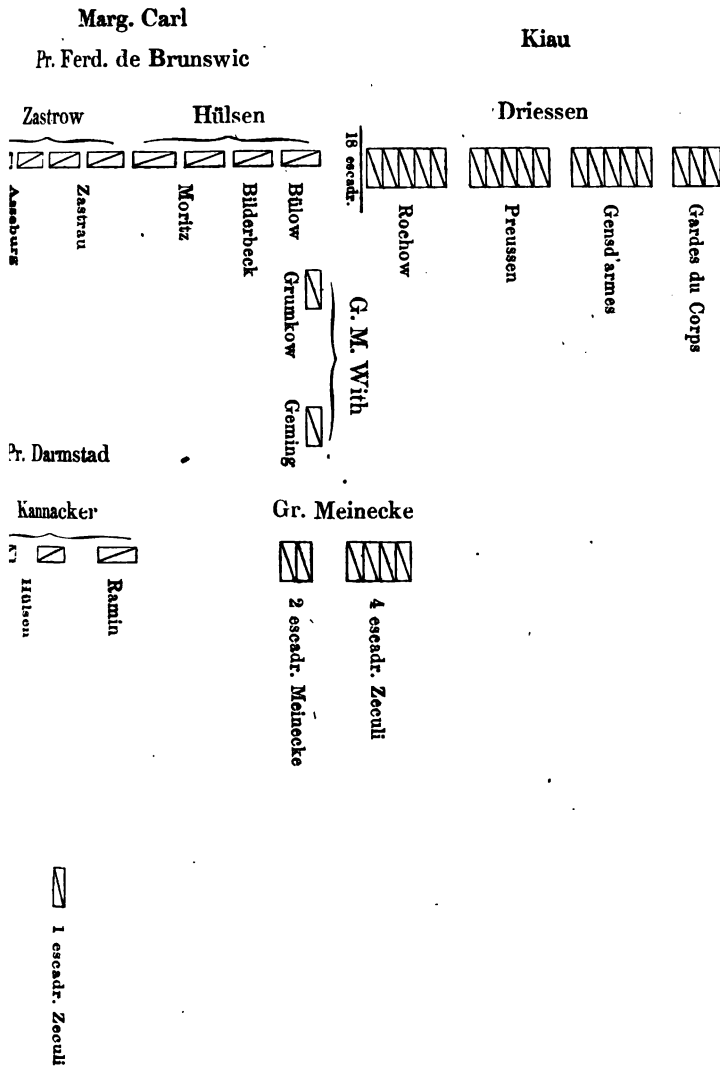 Marg. Carl
Pr. Ferd. de Brunswic
Kiau
Zastrow
Hülsen
Driessen
18 escadr.
Asseburg
Zastrau
Moritz
Bilderbeck
Bülow
Rochow
Preussen
Gensd'armes
Gardes du Corps
Grumkow
Geming
G. M. With
Pr. Darmstad
Kannacker
Gr. Meinecke
Hülsen
Ramin
2 escadr. Meinecke
4 escadr. Zeculi
1 escadr. Zeculi